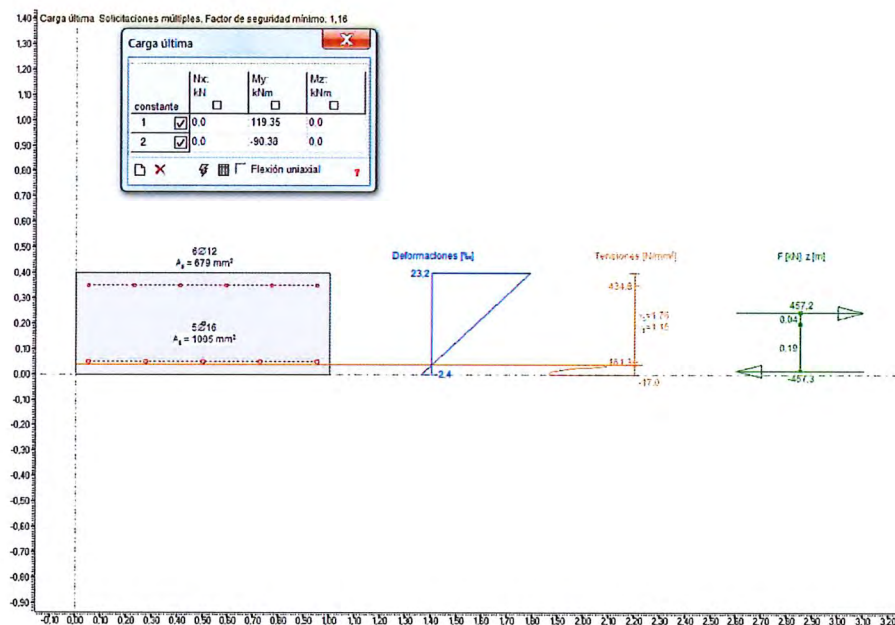 Carga última Solicitaciones múltiples. Factor de seguridad mínimo: 1,16
Carga última
Nx: My: Mz:
kN kNm kNm
constante
1 0.0 119.35 0.0
2 0.0 -90.38 0.0
Flexión uniaxial ?
6∅12
A_s = 679 mm²
5∅16
A_s = 1005 mm²
Deformaciones [‰]
23,2
-2.4
Tensiones [N/mm²]
434.8
=1.15
161.3
-17.0
F [kN] z [m]
457.2
0.04
0.19
-457.3
1,40
1,30
1,20
1,10
1,00
0,90
0,80
0,70
0,60
0,50
0,40
0,30
0,20
0,10
0,00
-0,10
-0,20
-0,30
-0,40
-0,50
-0,60
-0,70
-0,80
-0,90
-0,10 0,00 0,10 0,20 0,30 0,40 0,50 0,60 0,70 0,80 0,90 1,00 1,10 1,20 1,30 1,40 1,50 1,60 1,70 1,80 1,90 2,00 2,10 2,20 2,30 2,40 2,50 2,60 2,70 2,80 2,90 3,00 3,10 3,20